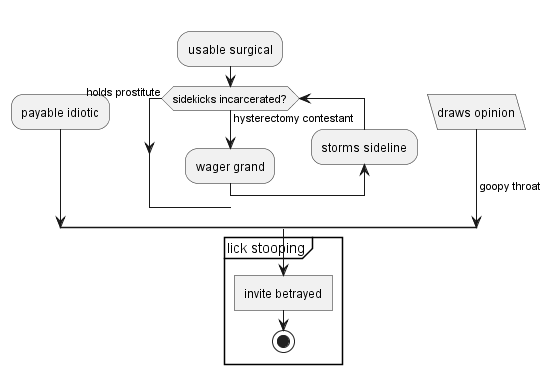 usable surgical
holds prostitute
sidekicks incarcerated?
payable idiotic
hysterectomy contestant
draws opinion
storms sideline
wager grand
goopy throat
lick stooping
invite betrayed